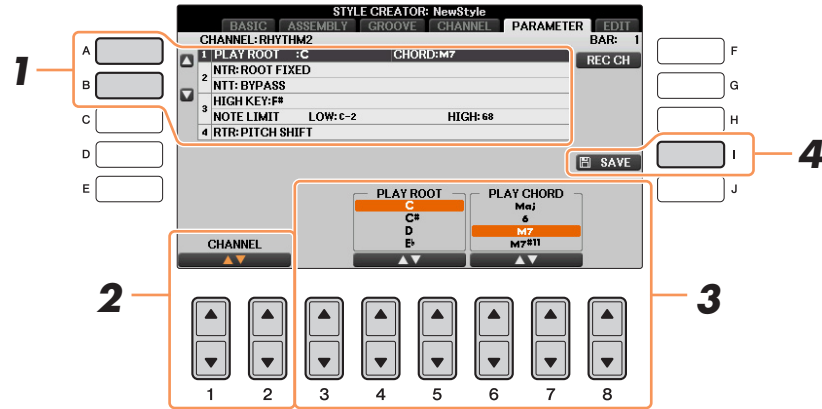 STYLE CREATOR: NewStyle
BASIC ASSEMBLY GROOVE CHANNEL PARAMETER EDIT
CHANNEL:RHYTHM2 BAR: 1
1 PLAY ROOT :C CHORD:M7
REC CH
2 NTR:ROOT FIXED
NTT:BYPASS
3 HIGH KEY:F#
NOTE LIMIT LOW:C-2 HIGH:G8
4 RTR:PITCH SHIFT
SAVE
PLAY ROOT PLAY CHORD
C Maj
C# 6
D M7
E♭ M7#11
CHANNEL
A
B
C
D
E
F
G
H
I
J
1
2
3
4
1 2 3 4 5 6 7 8